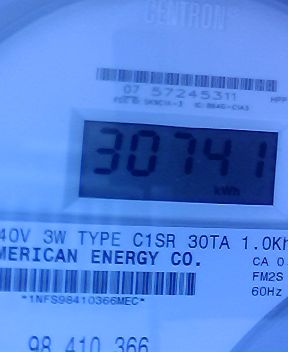 CENTRON
07 57245311
30741
kWh
40V 3W TYPE C1SR 30TA 1.0Kh
MERICAN ENERGY CO.
CA 0
FM2S
60Hz
*1NFS98410366MEC*
98 410 366